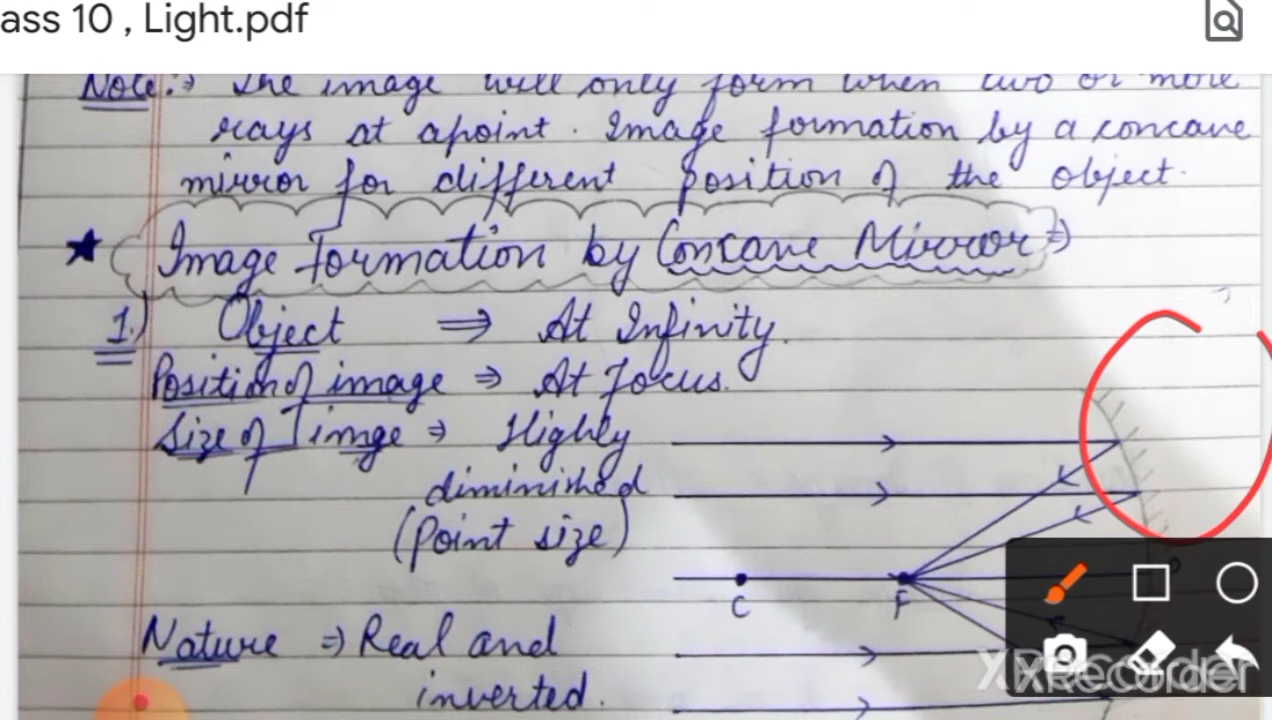 ass 10 , Light.pdf
Note:⇒ The image will only form when two or more
rays at apoint. Image formation by a concave
mirror for different position of the object.
★ Image Formation by Concave Mirror⇒
1.) Object ⇒ At Infinity.
Position of image ⇒ At focus.
Size of imge ⇒ Highly
diminished
(Point size)
C F
Nature ⇒ Real and
inverted.
XRecorder